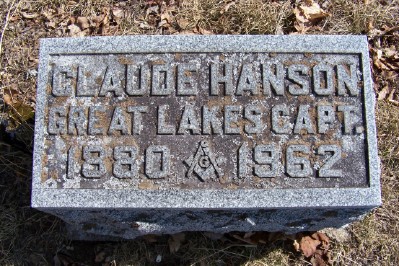 CLAUDE HANSON
GREAT LAKES CAPT.
1880 G 1962